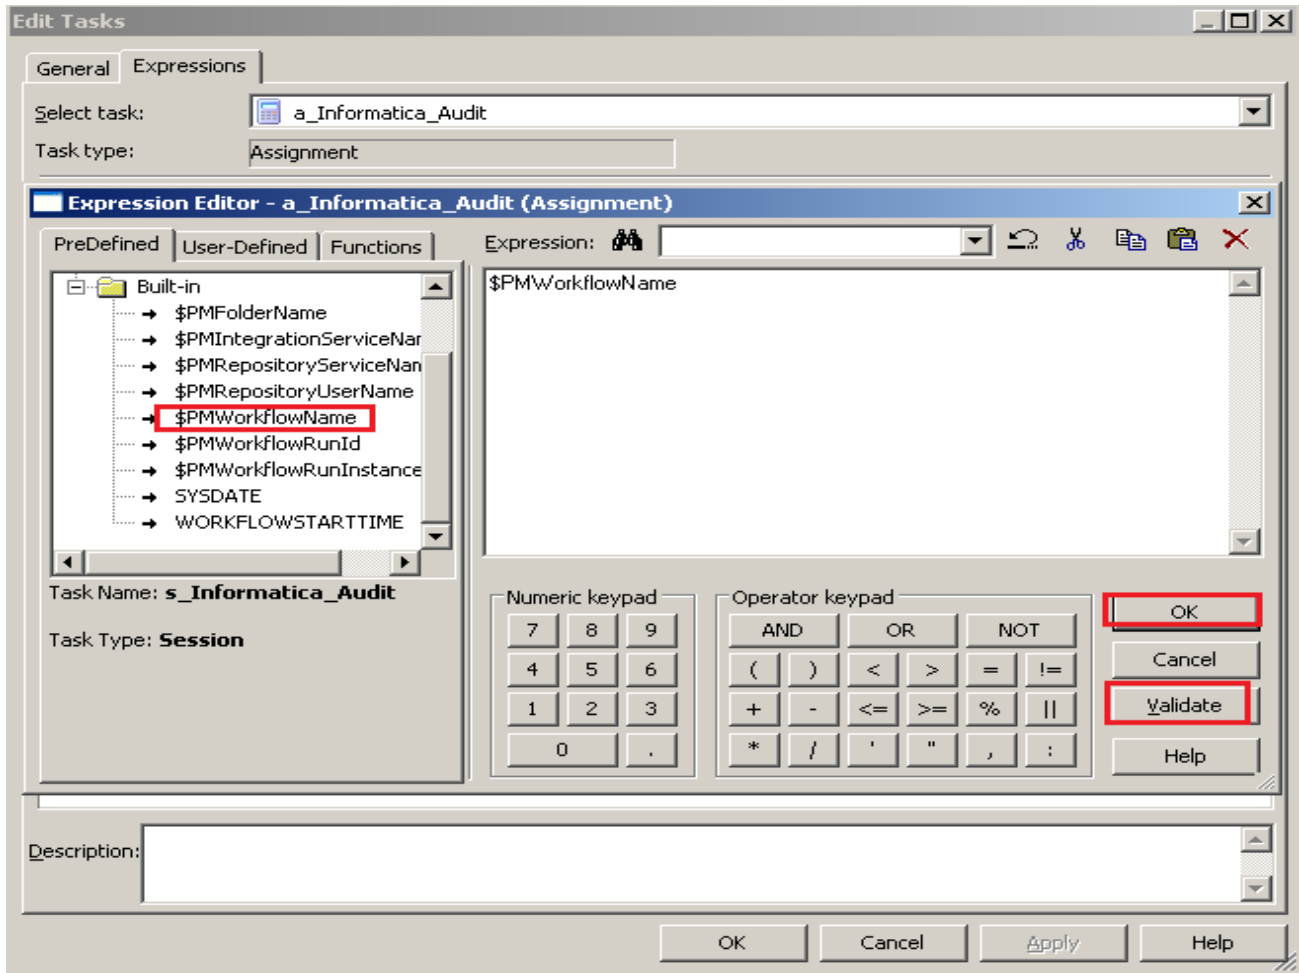 Edit Tasks
General Expressions
Select task: a_Informatica_Audit
Task type: Assignment
Expression Editor - a_Informatica_Audit (Assignment)
PreDefined User-Defined Functions Expression:
Built-in
$PMFolderName
$PMIntegrationServiceNar
$PMRepositoryServiceNan
$PMRepositoryUserName
$PMWorkflowName
$PMWorkflowRunId
$PMWorkflowRunInstance
SYSDATE
WORKFLOWSTARTTIME
$PMWorkflowName
Task Name: s_Informatica_Audit
Task Type: Session
Numeric keypad
7 8 9
4 5 6
1 2 3
0 .
Operator keypad
AND OR NOT
( ) < > = !=
+ - <= >= % ||
* / ' " , :
OK
Cancel
Validate
Help
Description:
OK Cancel Apply Help